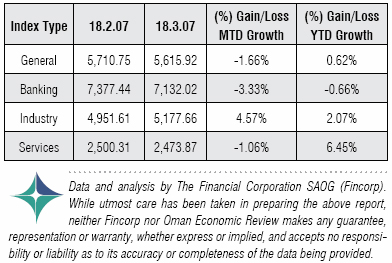 Index Type 18.2.07 18.3.07 (%) Gain/Loss MTD Growth (%) Gain/Loss YTD Growth
General 5,710.75 5,615.92 -1.66% 0.62%
Banking 7,377.44 7,132.02 -3.33% -0.66%
Industry 4,951.61 5,177.66 4.57% 2.07%
Services 2,500.31 2,473.87 -1.06% 6.45%
Data and analysis by The Financial Corporation SAOG (Fincorp).
While utmost care has been taken in preparing the above report,
neither Fincorp nor Oman Economic Review makes any guarantee,
representation or warranty, whether express or implied, and accepts no responsi-
bility or liability as to its accuracy or completeness of the data being provided.